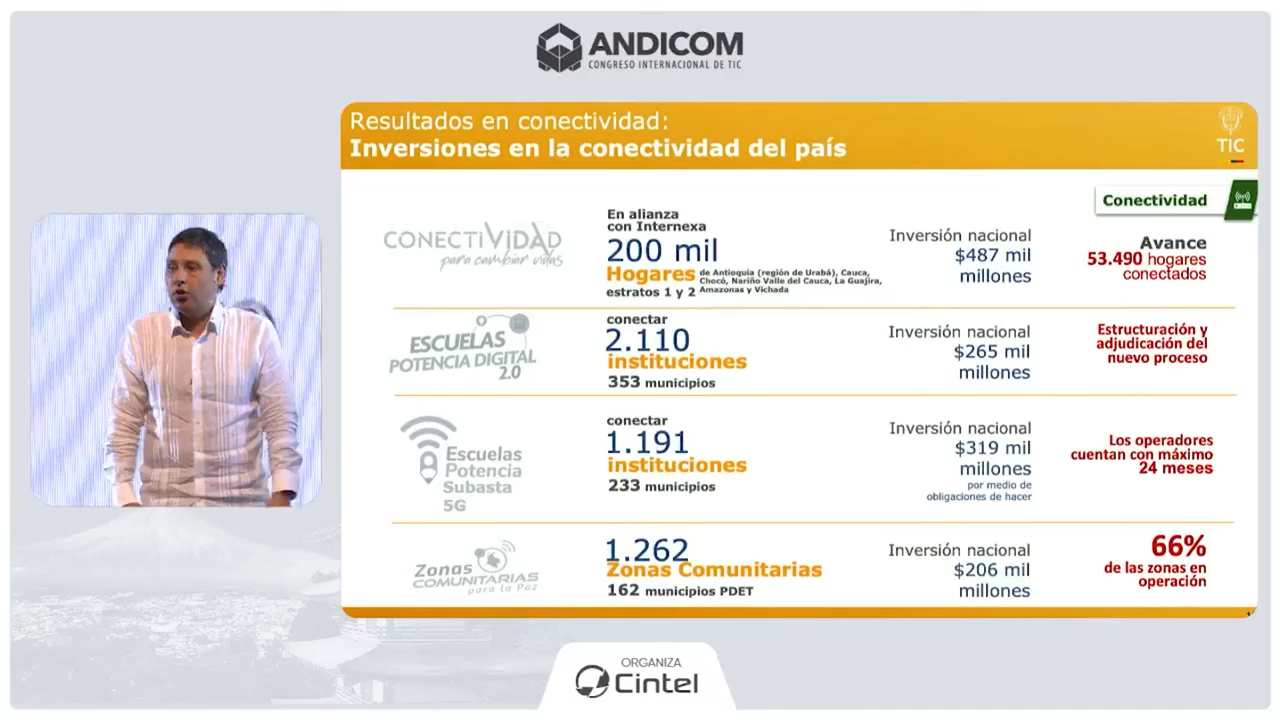 ANDICOM
CONGRESO INTERNACIONAL DE TIC
Resultados en conectividad:
Inversiones en la conectividad del país
TIC
Conectividad
CONECTIVIDAD
para cambiar vidas
En alianza
con Internexa
200 mil
Hogares
estratos 1 y 2
de Antioquia (región de Urabá), Cauca,
Chocó, Nariño Valle del Cauca, La Guajira,
Amazonas y Vichada
Inversión nacional
$487 mil
millones
Avance
53.490 hogares
conectados
ESCUELAS
POTENCIA DIGITAL
2.0
conectar
2.110
instituciones
353 municipios
Inversión nacional
$265 mil
millones
Estructuración y
adjudicación del
nuevo proceso
Escuelas
Potencia
Subasta
5G
conectar
1.191
instituciones
233 municipios
Inversión nacional
$319 mil
millones
por medio de
obligaciones de hacer
Los operadores
cuentan con máximo
24 meses
Zonas
COMUNITARIAS
para la Paz
1.262
Zonas Comunitarias
162 municipios PDET
Inversión nacional
$206 mil
millones
66%
de las zonas en
operación
ORGANIZA
Cintel